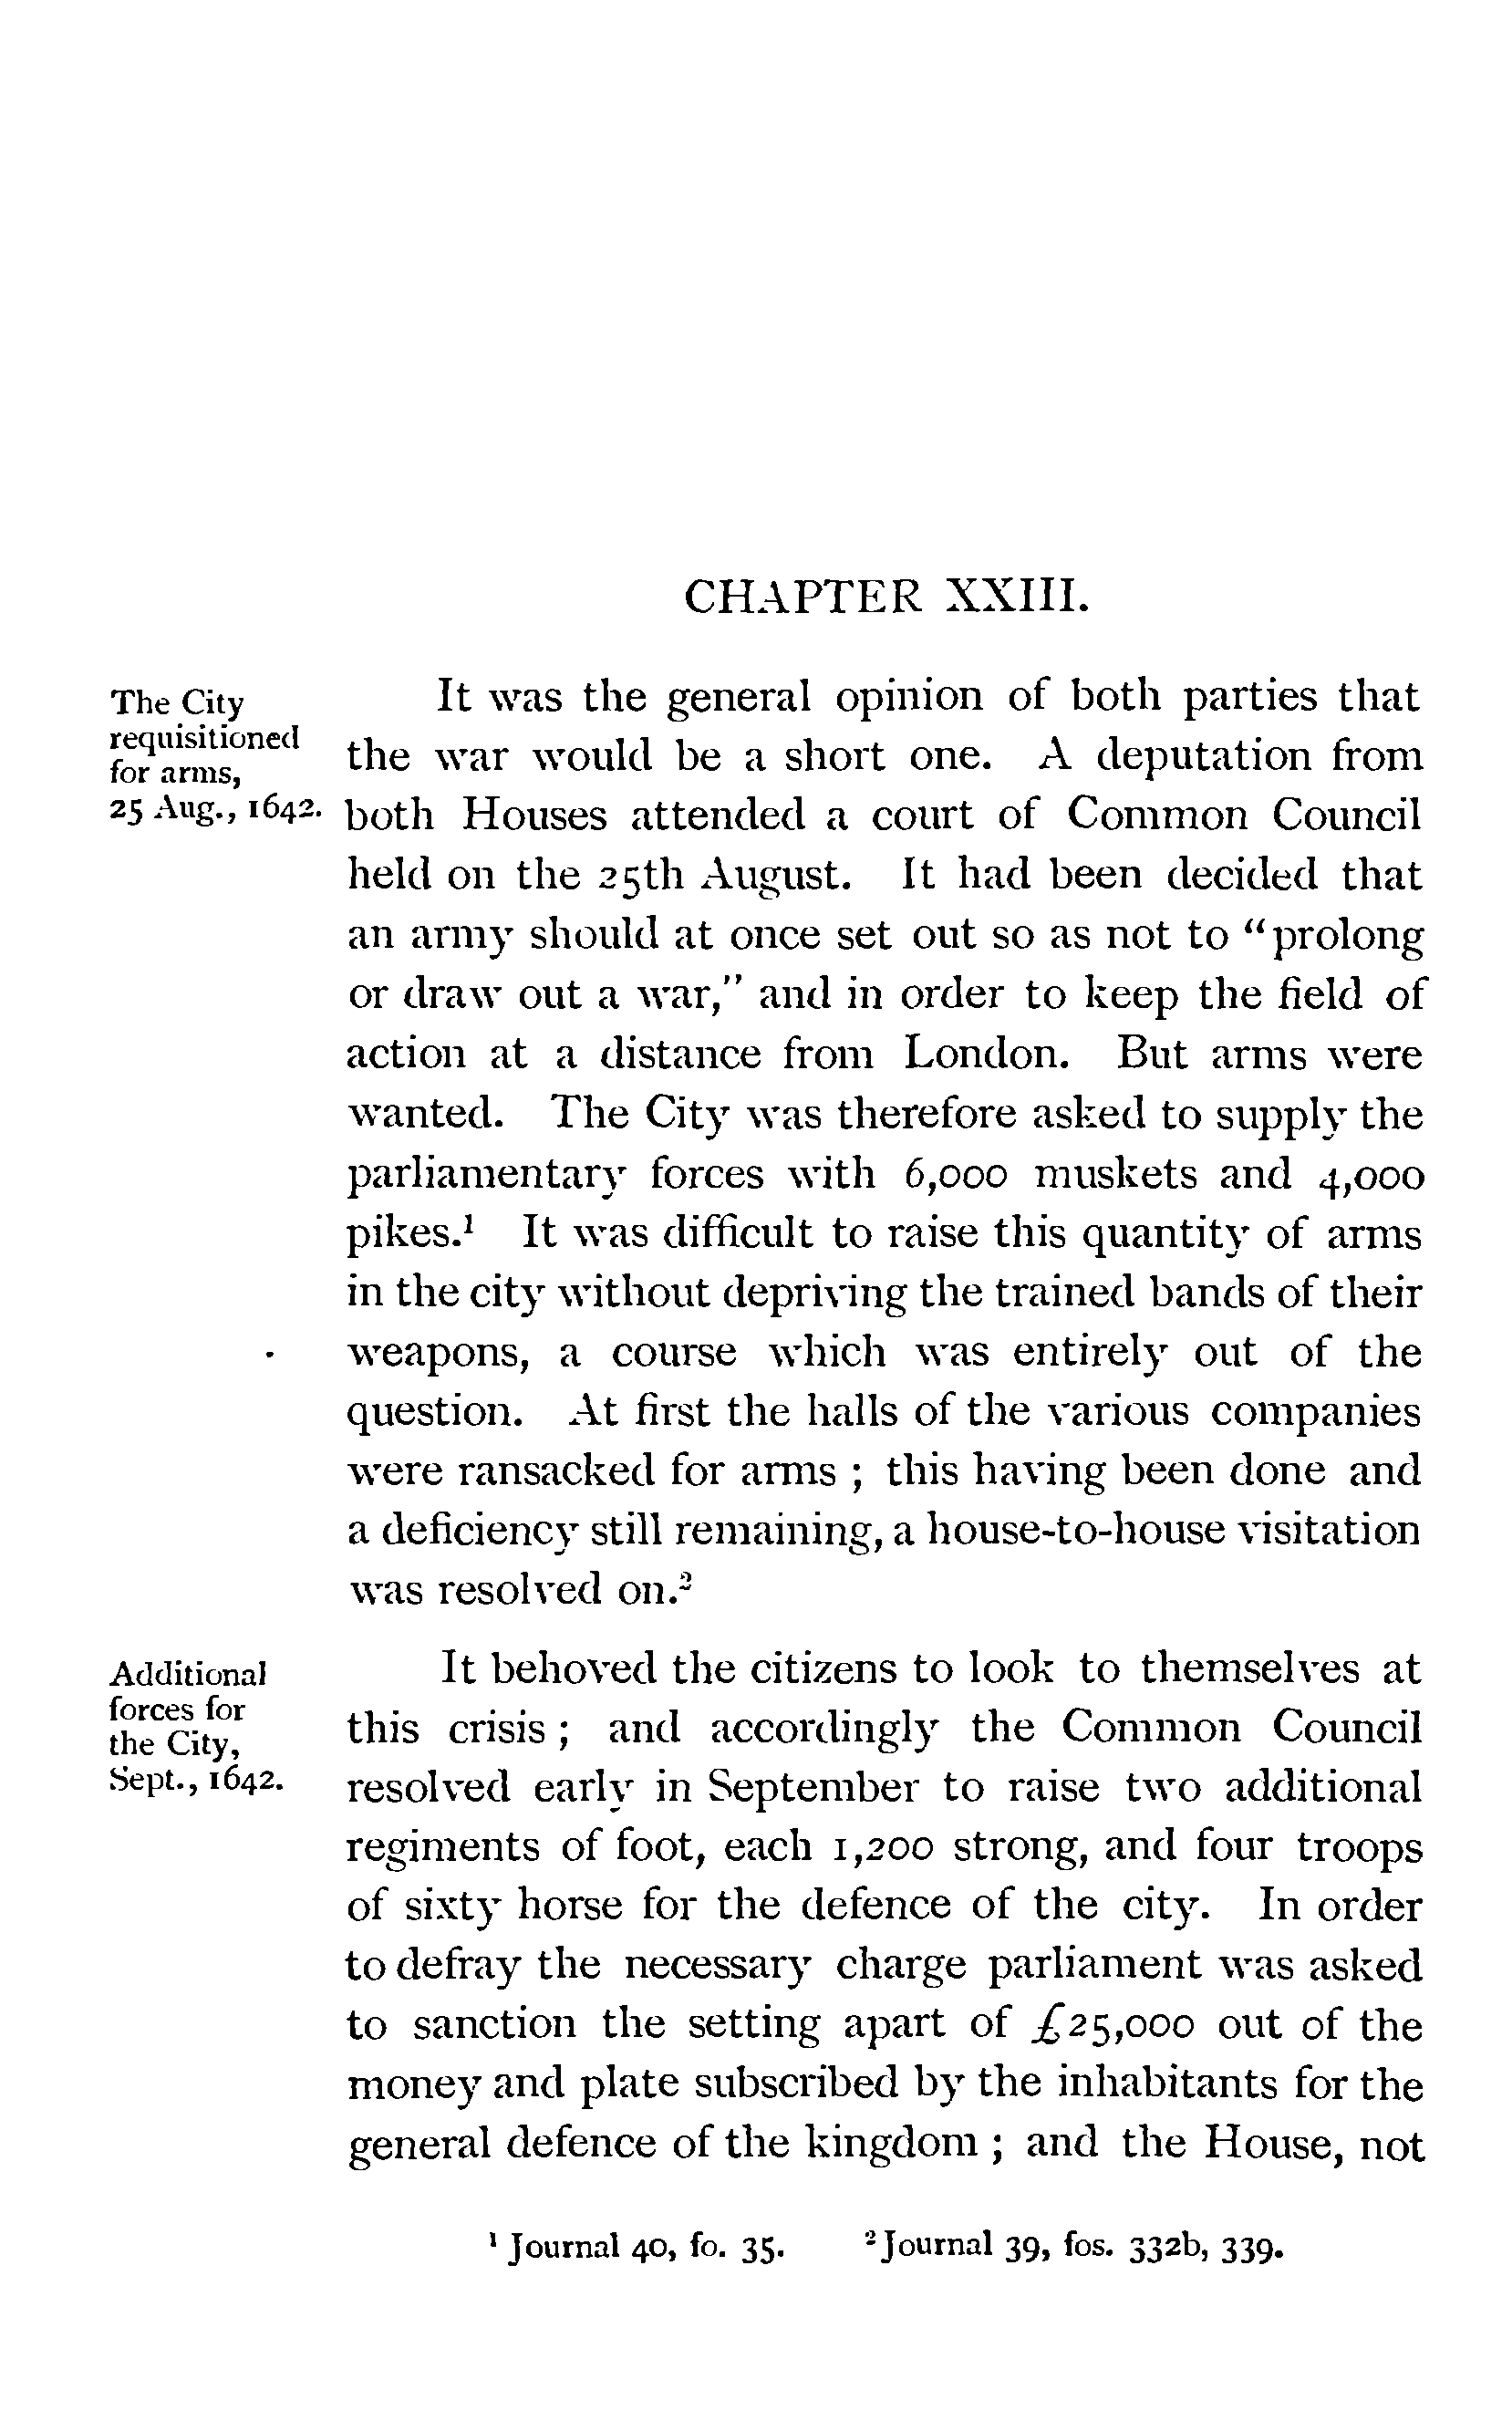 CHAPTER XXIII.
The City
requisitioned
for arms,
25 Aug., 1642.
It was the general opinion of both parties that
the war would be a short one. A deputation from
both Houses attended a court of Common Council
held on the 25th August. It had been decided that
an army should at once set out so as not to "prolong
or draw out a war," and in order to keep the field of
action at a distance from London. But arms were
wanted. The City was therefore asked to supply the
parliamentary forces with 6,000 muskets and 4,000
pikes.¹ It was difficult to raise this quantity of arms
in the city without depriving the trained bands of their
weapons, a course which was entirely out of the
question. At first the halls of the various companies
were ransacked for arms ; this having been done and
a deficiency still remaining, a house-to-house visitation
was resolved on.²
Additional
forces for
the City,
Sept., 1642.
It behoved the citizens to look to themselves at
this crisis ; and accordingly the Common Council
resolved early in September to raise two additional
regiments of foot, each 1,200 strong, and four troops
of sixty horse for the defence of the city. In order
to defray the necessary charge parliament was asked
to sanction the setting apart of £25,000 out of the
money and plate subscribed by the inhabitants for the
general defence of the kingdom ; and the House, not
¹ Journal 40, fo. 35. ² Journal 39, fos. 332b, 339.